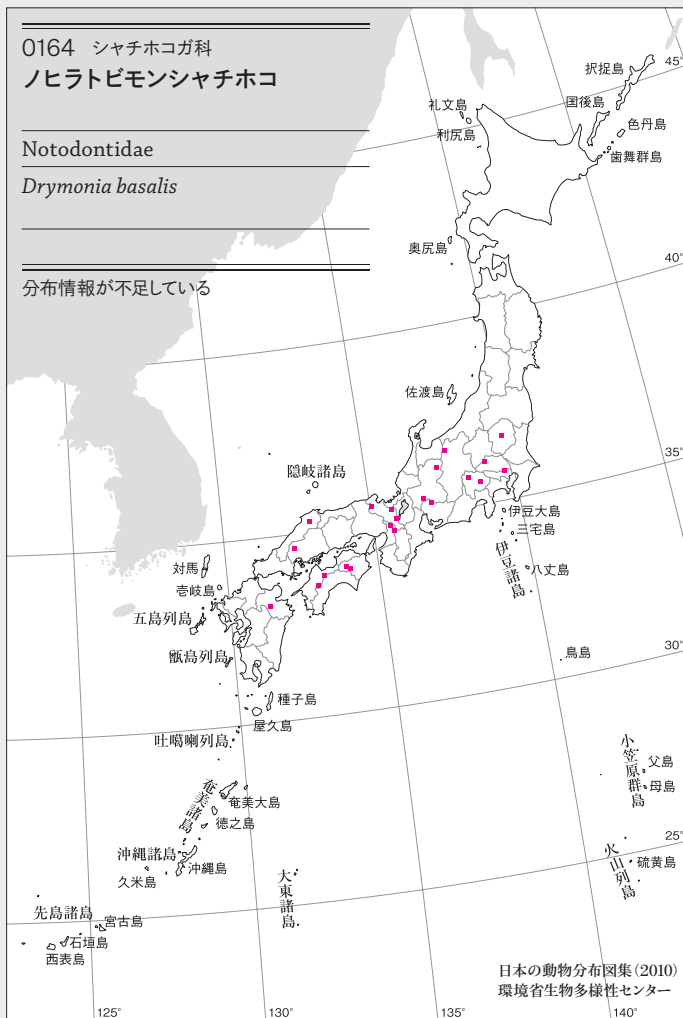 0164 シャチホコガ科
ノヒラトビモンシャチホコ
Notodontidae
Drymonia basalis
分布情報が不足している
択捉島
45°
国後島
礼文島
色丹島
利尻島
歯舞群島
奥尻島
40°
佐渡島
35°
隠岐諸島
伊豆大島
三宅島
伊豆諸島
八丈島
対馬
壱岐島
五島列島
甑島列島
鳥島
30°
種子島
屋久島
吐噶喇列島
小笠原群島
父島
母島
奄美諸島
奄美大島
徳之島
25°
沖縄諸島
沖縄島
火山列島
硫黄島
久米島
大東諸島
先島諸島
宮古島
石垣島
西表島
日本の動物分布図集(2010)
環境省生物多様性センター
125°
130°
135°
140°